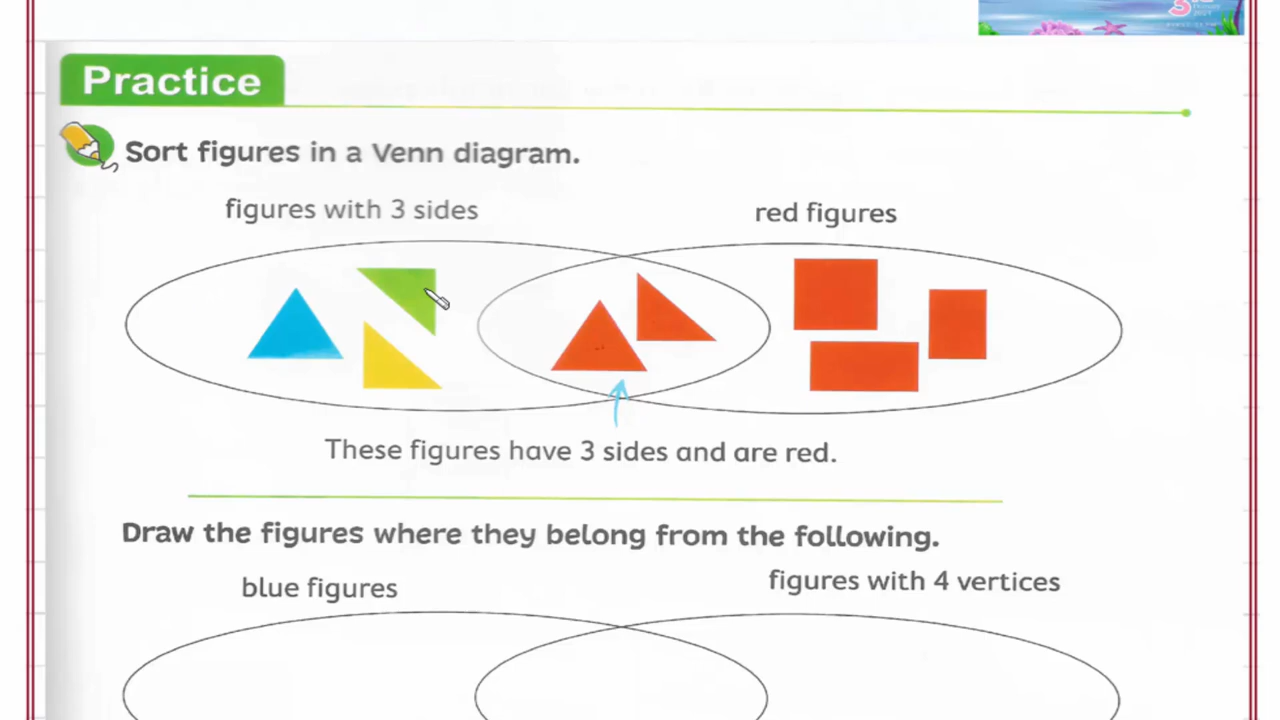 Practice
Sort figures in a Venn diagram.
figures with 3 sides
red figures
These figures have 3 sides and are red.
Draw the figures where they belong from the following.
blue figures
figures with 4 vertices